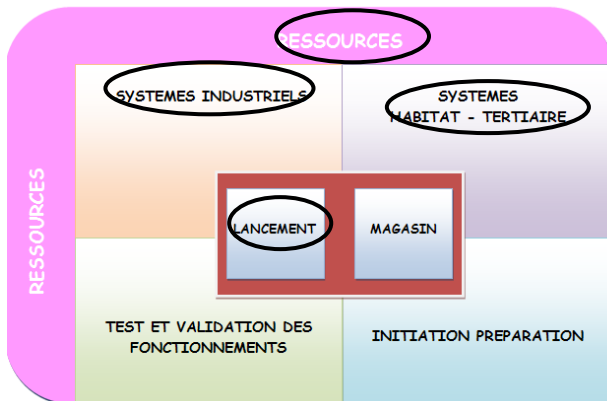 RESSOURCES
SYSTEMES INDUSTRIELS
SYSTEMES
HABITAT - TERTIAIRE
RESSOURCES
LANCEMENT
MAGASIN
TEST ET VALIDATION DES
FONCTIONNEMENTS
INITIATION PREPARATION